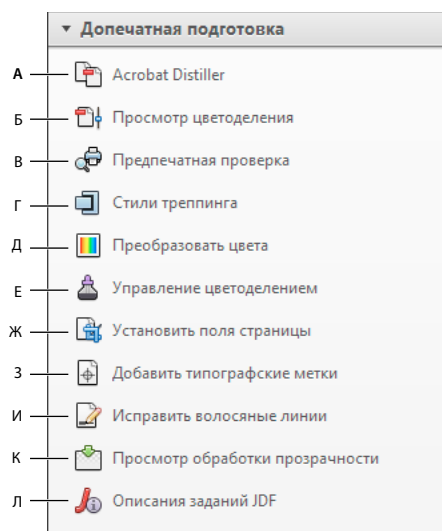 Допечатная подготовка
А Acrobat Distiller
Б Просмотр цветоделения
В Предпечатная проверка
Г Стили треппинга
Д Преобразовать цвета
Е Управление цветоделением
Ж Установить поля страницы
З Добавить типографские метки
И Исправить волосяные линии
К Просмотр обработки прозрачности
Л Описания заданий JDF